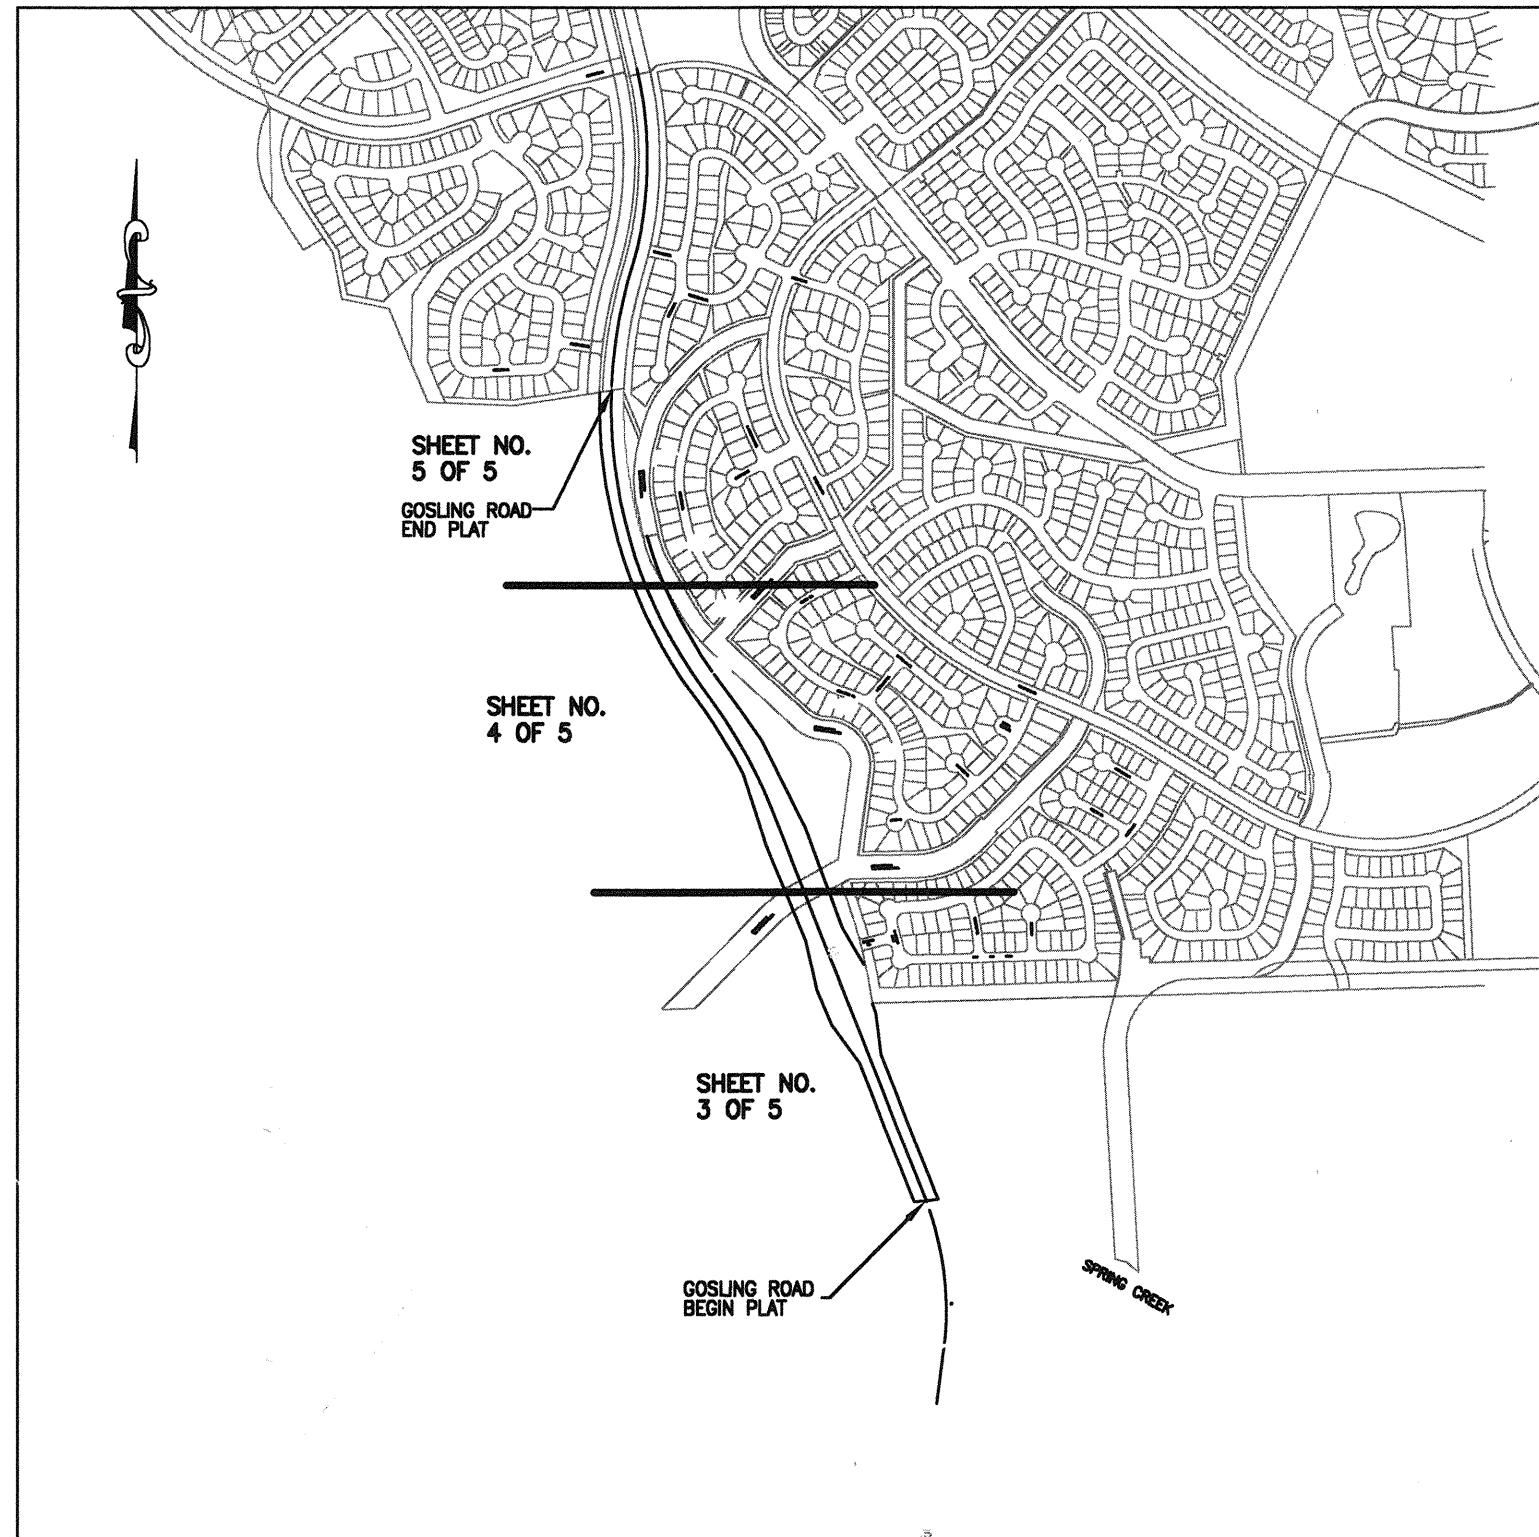 SHEET NO.
5 OF 5
GOSLING ROAD
END PLAT
SHEET NO.
4 OF 5
SHEET NO.
3 OF 5
GOSLING ROAD
BEGIN PLAT
SPRING CREEK